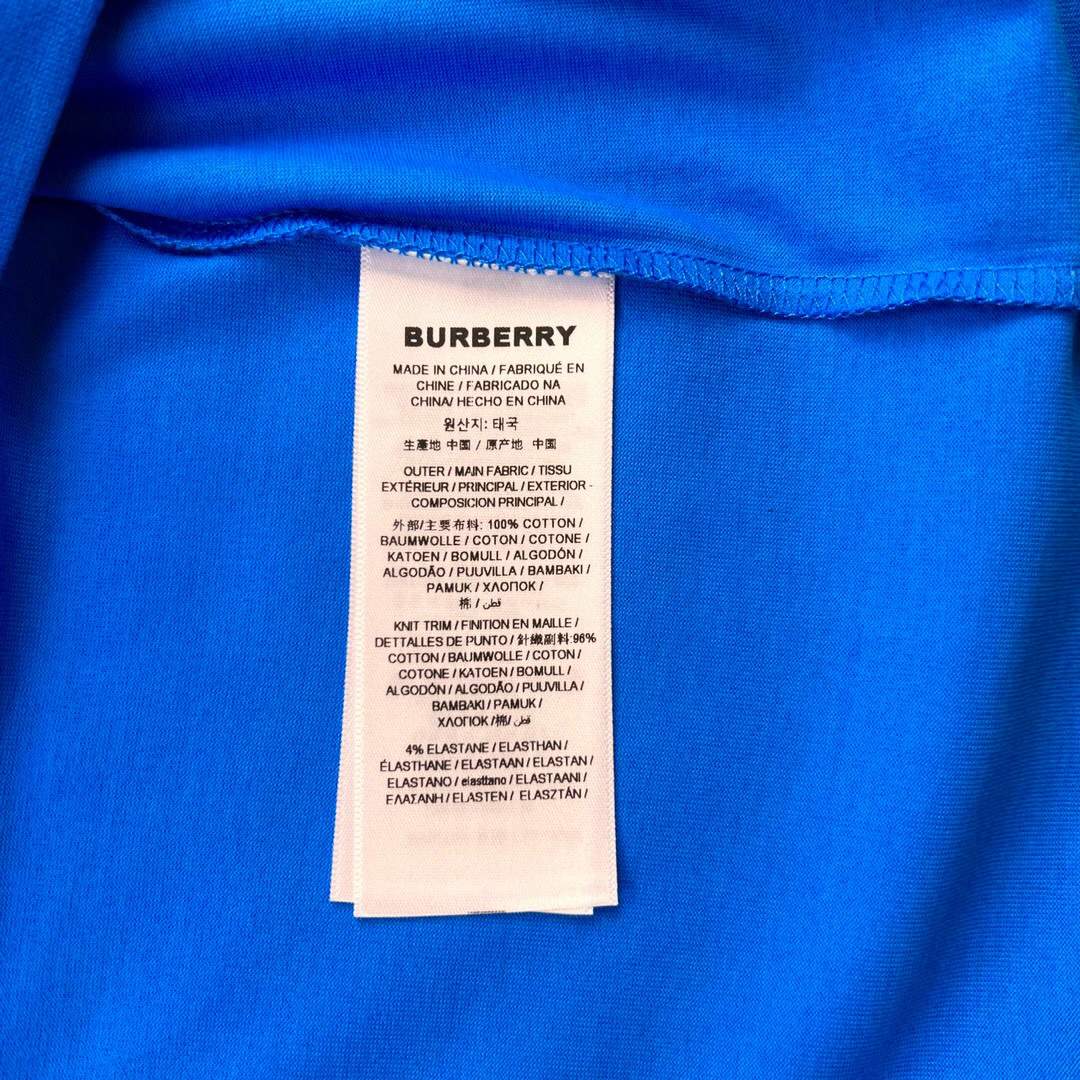 BURBERRY
MADE IN CHINA / FABRIQUÉ EN
CHINE / FABRICADO NA
CHINA/ HECHO EN CHINA
원산지: 태국
生產地 中国 / 原产地 中国
OUTER / MAIN FABRIC / TISSU
EXTÉRIEUR / PRINCIPAL / EXTERIOR -
COMPOSICION PRINCIPAL /
外部/主要布料: 100% COTTON /
BAUMWOLLE / COTON / COTONE /
KATOEN / BOMULL / ALGODÓN /
ALGODÃO / PUUVILLA / BAMBAKI /
PAMUK / ΧΛΟΠΟΚ /
棉 / قطن
KNIT TRIM / FINITION EN MAILLE /
DETTALLES DE PUNTO / 針織副料:96%
COTTON / BAUMWOLLE / COTON /
COTONE / KATOEN / BOMULL /
ALGODÓN / ALGODÃO / PUUVILLA /
BAMBAKI / PAMUK /
ΧΛΟΠΟΚ /棉/ قطن
4% ELASTANE / ELASTHAN /
ÉLASTHANE / ELASTAAN / ELASTAN /
ELASTANO / elasttano / ELASTAANI /
ΕΛΑΣΑΝΗ / ELASTEN / ELASZTÁN /